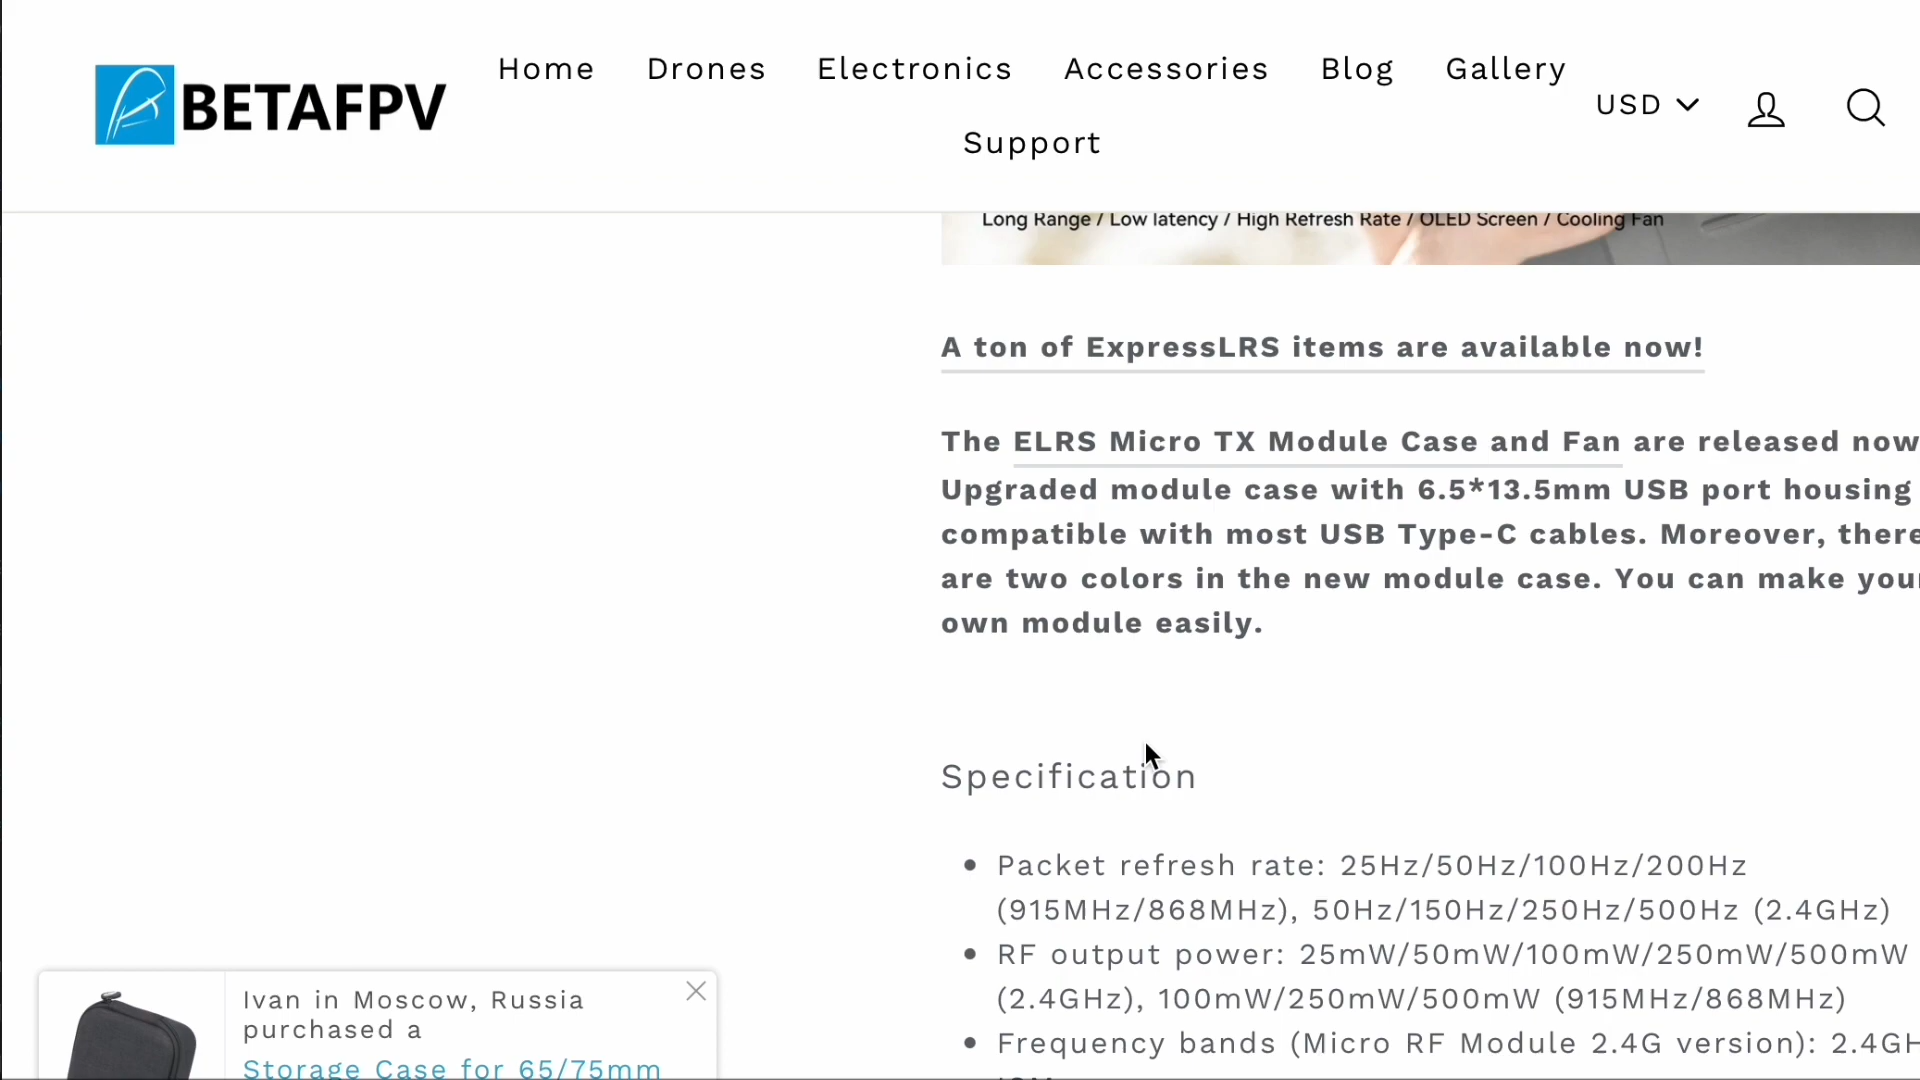 BETAFPV
Home Drones Electronics Accessories Blog Gallery
Support
USD
Long Range / Low latency / High Refresh Rate / OLED Screen / Cooling Fan
A ton of ExpressLRS items are available now!
The ELRS Micro TX Module Case and Fan are released now
Upgraded module case with 6.5*13.5mm USB port housing
compatible with most USB Type-C cables. Moreover, there
are two colors in the new module case. You can make your
own module easily.
Specification
Packet refresh rate: 25Hz/50Hz/100Hz/200Hz
(915MHz/868MHz), 50Hz/150Hz/250Hz/500Hz (2.4GHz)
RF output power: 25mW/50mW/100mW/250mW/500mW
(2.4GHz), 100mW/250mW/500mW (915MHz/868MHz)
Frequency bands (Micro RF Module 2.4G version): 2.4GH
Ivan in Moscow, Russia
purchased a
Storage Case for 65/75mm